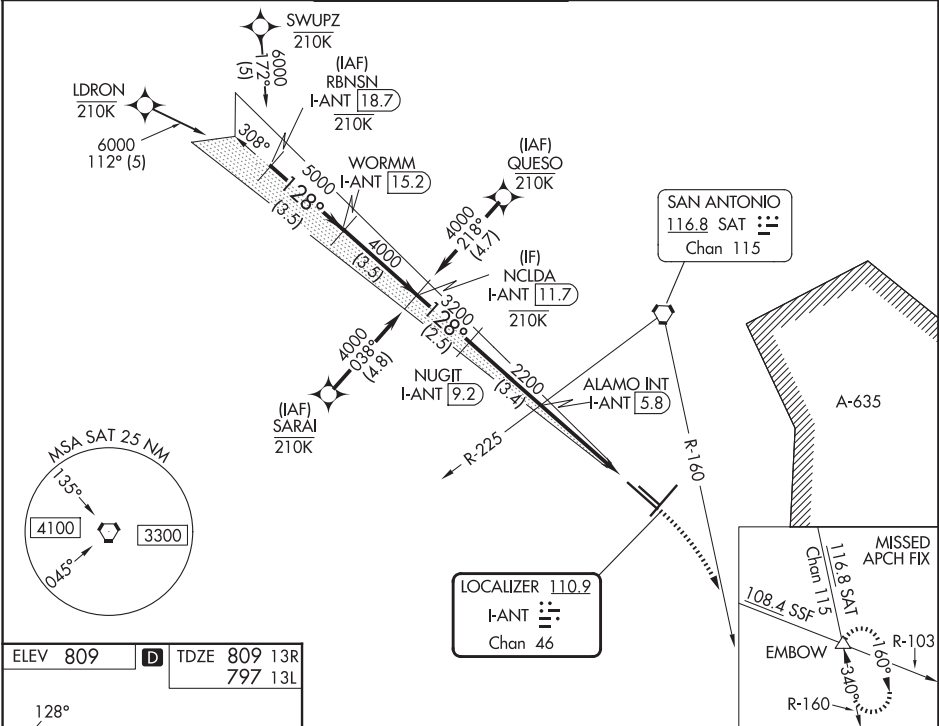 SWUPZ
210K
6000
172°
(5)
LDRON
210K
6000
112° (5)
(IAF)
RBNSN
I-ANT 18.7
210K
308°
128°
(3.5)
5000
WORMM
I-ANT 15.2
4000
(3.5)
(IAF)
QUESO
210K
4000
218°
(4.7)
(IF)
NCLDA
I-ANT 11.7
210K
3200
128°
(2.5)
4000
038°
(4.8)
(IAF)
SARAI
210K
NUGIT
I-ANT 9.2
2200
(3.4)
ALAMO INT
I-ANT 5.8
SAN ANTONIO
116.8 SAT
Chan 115
R-225
R-160
A-635
MSA SAT 25 NM
135°
4100
3300
045°
LOCALIZER 110.9
I-ANT
Chan 46
MISSED
APCH FIX
116.8 SAT
Chan 115
108.4 SSF
EMBOW
R-103
160°
340°
R-160
ELEV 809
D
TDZE 809 13R
797 13L
128°